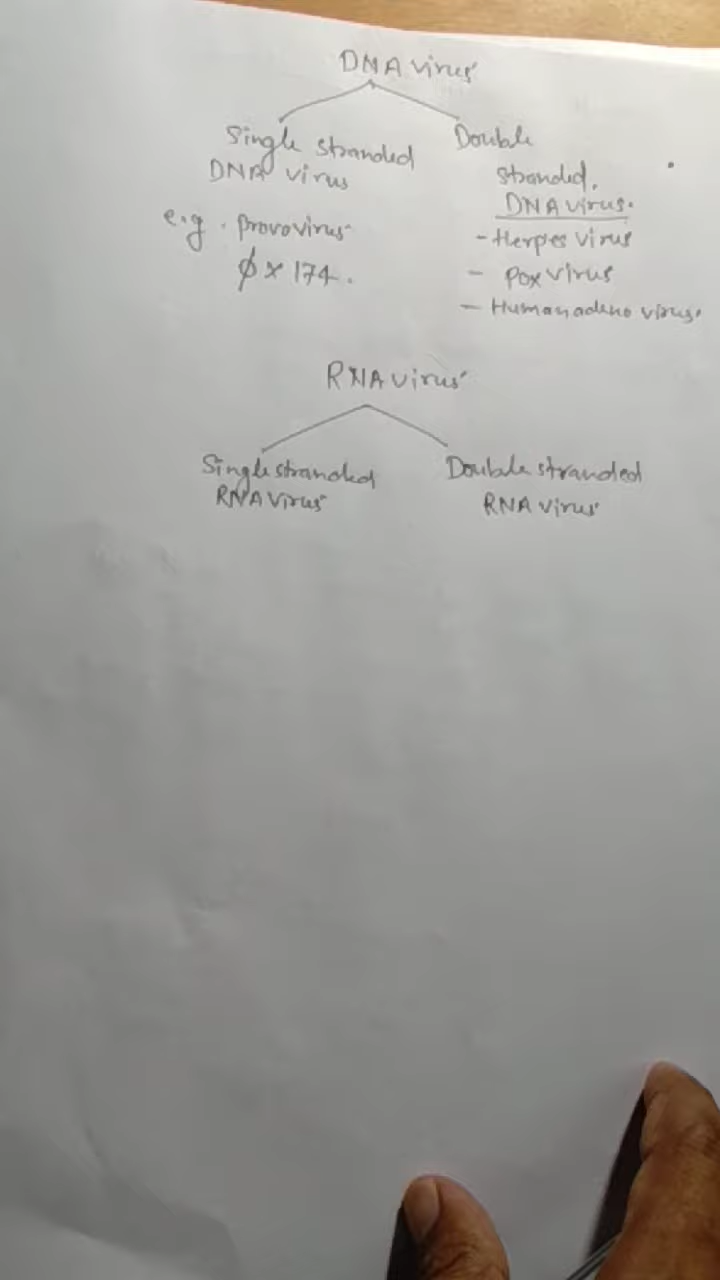 DNA virus
Single stranded
DNA virus
e.g. provovirus
φ x 174.
Double
stranded.
DNA virus.
- Herpes virus
- Pox virus
- Human adeno virus.
RNA virus
Single stranded
RNA virus
Double stranded
RNA virus